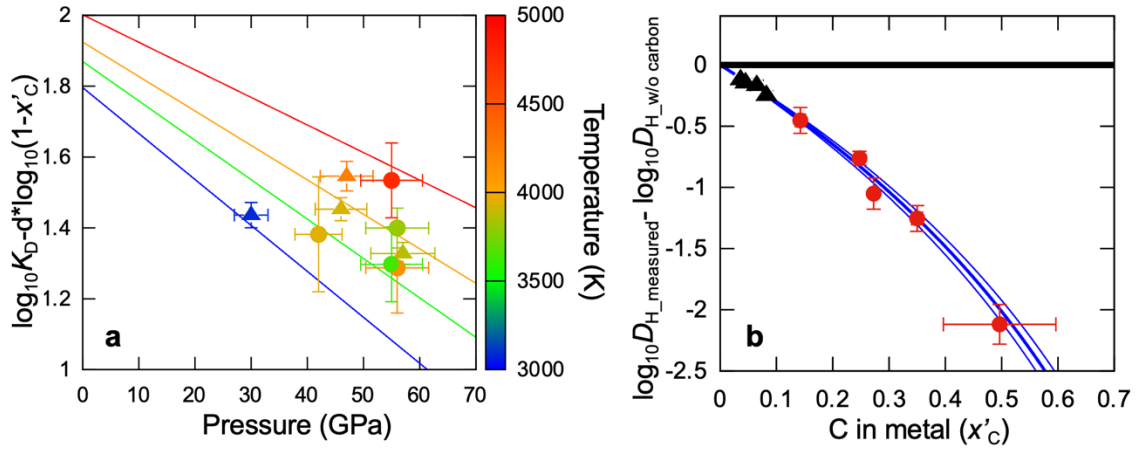 2
1.8
1.6
1.4
1.2
1
0 10 20 30 40 50 60 70
Pressure (GPa)
log10KD-d*log10(1-x'C)
a
5000
4500
4000
3500
3000
Temperature (K)
0
-0.5
-1.0
-1.5
-2.0
-2.5
0 0.1 0.2 0.3 0.4 0.5 0.6 0.7
C in metal (x'C)
log10DH_measured- log10DH_w/o carbon
b